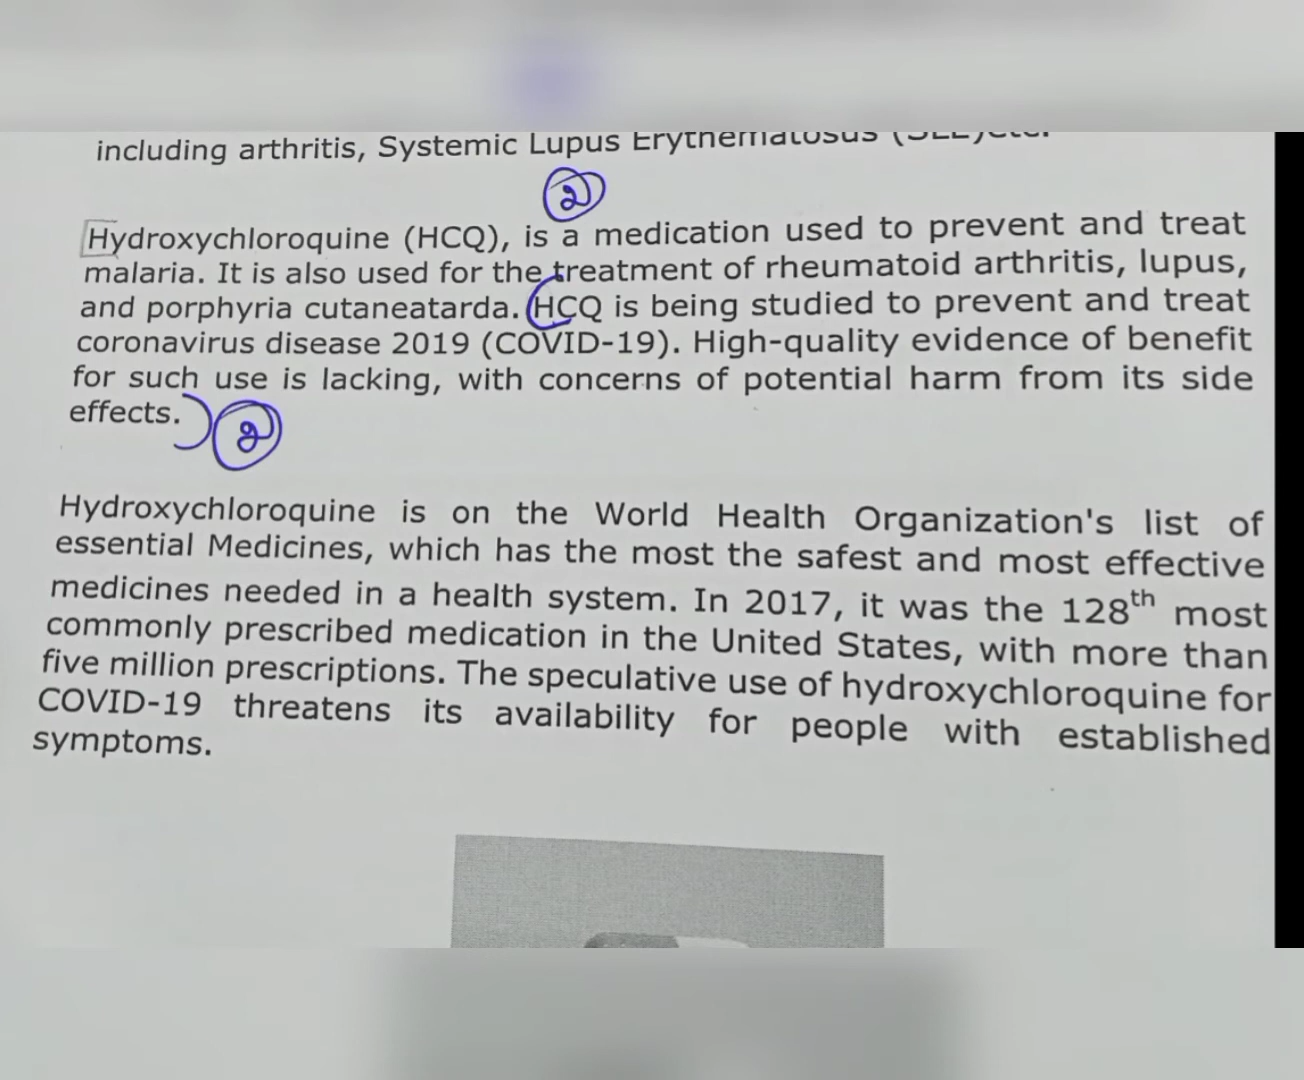 including arthritis, Systemic Lupus Erythematosus (SLE)etc.
2
Hydroxychloroquine (HCQ), is a medication used to prevent and treat
malaria. It is also used for the treatment of rheumatoid arthritis, lupus,
and porphyria cutaneatarda. (HCQ is being studied to prevent and treat
coronavirus disease 2019 (COVID-19). High-quality evidence of benefit
for such use is lacking, with concerns of potential harm from its side
effects.) 2
Hydroxychloroquine is on the World Health Organization's list of
essential Medicines, which has the most the safest and most effective
medicines needed in a health system. In 2017, it was the 128th most
commonly prescribed medication in the United States, with more than
five million prescriptions. The speculative use of hydroxychloroquine for
COVID-19 threatens its availability for people with established
symptoms.